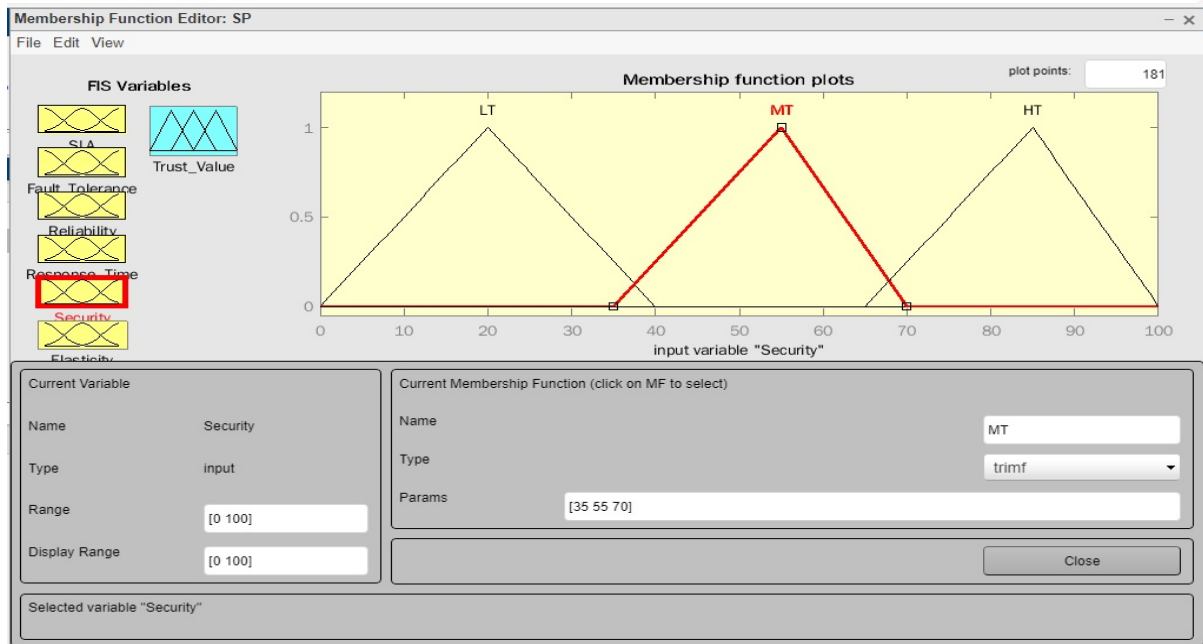 Membership Function Editor: SP
File Edit View
FIS Variables
SLA
Fault_Tolerance
Reliability
Response_Time
Security
Elasticity
Trust_Value
Membership function plots
plot points: 181
LT MT HT
1
0.5
0
0 10 20 30 40 50 60 70 80 90 100
input variable "Security"
Current Variable
Name Security
Type input
Range [0 100]
Display Range [0 100]
Current Membership Function (click on MF to select)
Name MT
Type trimf
Params [35 55 70]
Close
Selected variable "Security"